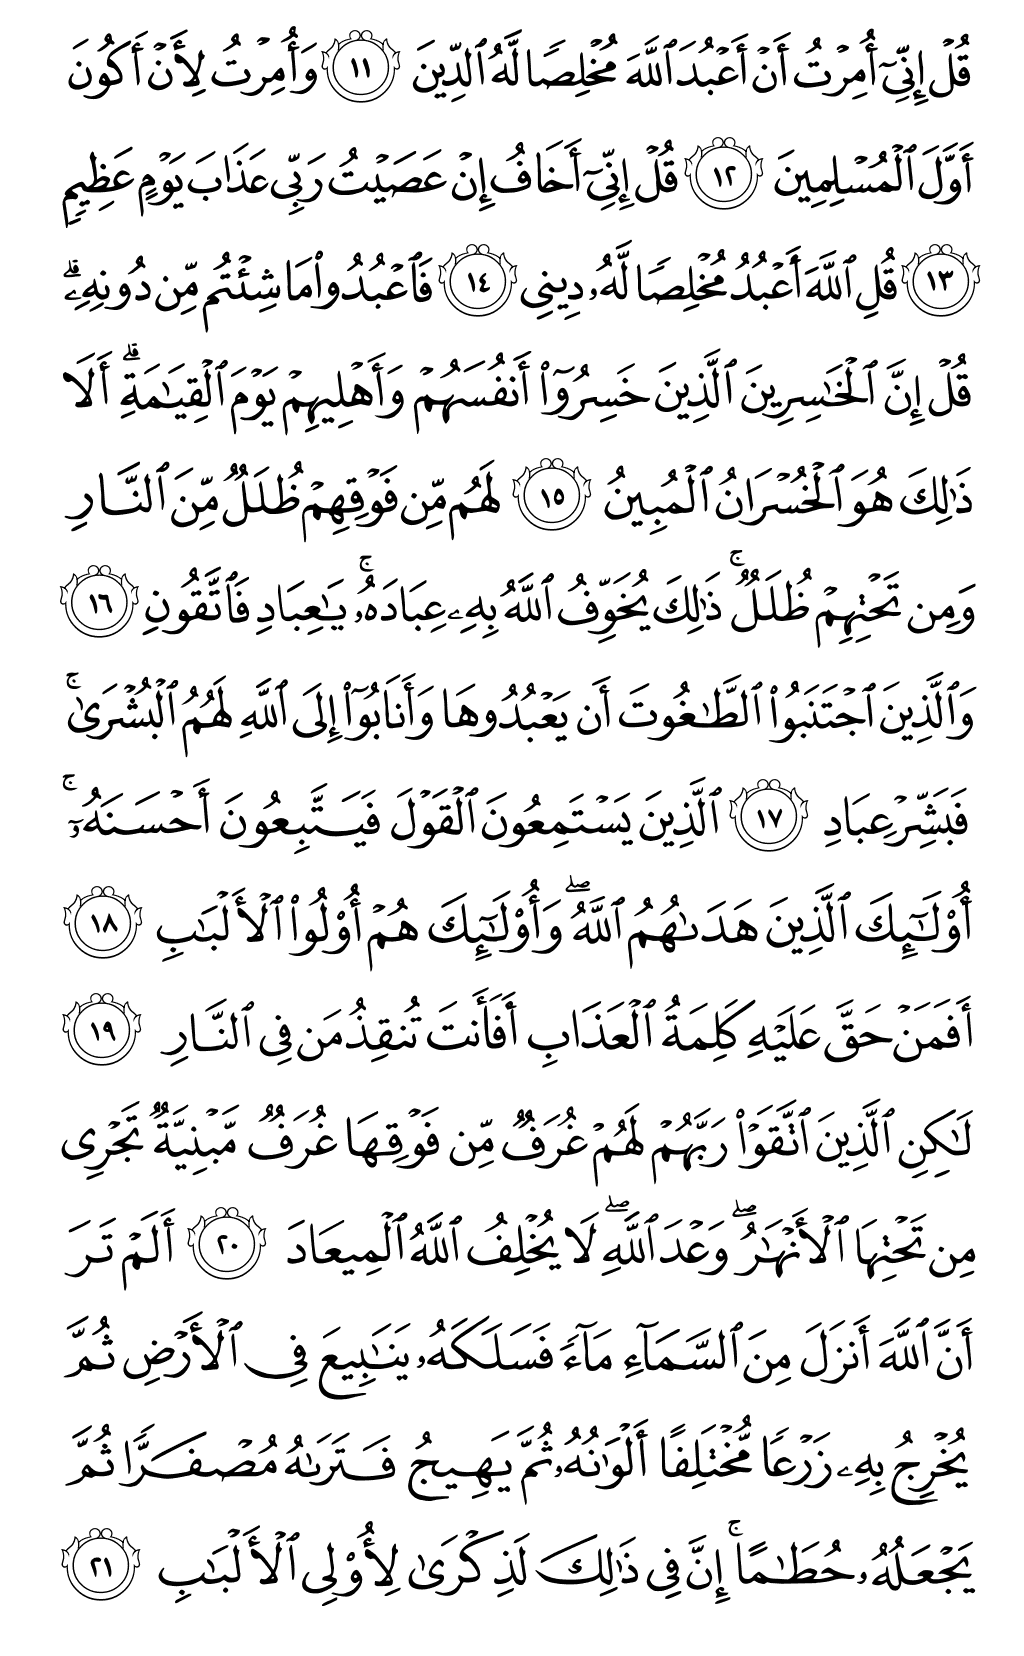 قُلۡ إِنِّيٓ أُمِرۡتُ أَنۡ أَعۡبُدَ ٱللَّهَ مُخۡلِصٗا لَّهُ ٱلدِّينَ ١١ وَأُمِرۡتُ لِأَنۡ أَكُونَ
أَوَّلَ ٱلۡمُسۡلِمِينَ ١٢ قُلۡ إِنِّيٓ أَخَافُ إِنۡ عَصَيۡتُ رَبِّي عَذَابَ يَوۡمٍ عَظِيمٖ
١٣ قُلِ ٱللَّهَ أَعۡبُدُ مُخۡلِصٗا لَّهُۥ دِينِي ١٤ فَٱعۡبُدُواْ مَا شِئۡتُم مِّن دُونِهِۦۗ
قُلۡ إِنَّ ٱلۡخَٰسِرِينَ ٱلَّذِينَ خَسِرُوٓاْ أَنفُسَهُمۡ وَأَهۡلِيهِمۡ يَوۡمَ ٱلۡقِيَٰمَةِۗ أَلَا
ذَٰلِكَ هُوَ ٱلۡخُسۡرَانُ ٱلۡمُبِينُ ١٥ لَهُم مِّن فَوۡقِهِمۡ ظُلَلٞ مِّنَ ٱلنَّارِ
وَمِن تَحۡتِهِمۡ ظُلَلٞۚ ذَٰلِكَ يُخَوِّفُ ٱللَّهُ بِهِۦ عِبَادَهُۥۚ يَٰعِبَادِ فَٱتَّقُونِ ١٦
وَٱلَّذِينَ ٱجۡتَنَبُواْ ٱلطَّٰغُوتَ أَن يَعۡبُدُوهَا وَأَنَابُوٓاْ إِلَى ٱللَّهِ لَهُمُ ٱلۡبُشۡرَىٰۚ
فَبَشِّرۡ عِبَادِ ١٧ ٱلَّذِينَ يَسۡتَمِعُونَ ٱلۡقَوۡلَ فَيَتَّبِعُونَ أَحۡسَنَهُۥٓۚ
أُوْلَٰٓئِكَ ٱلَّذِينَ هَدَىٰهُمُ ٱللَّهُۖ وَأُوْلَٰٓئِكَ هُمۡ أُوْلُواْ ٱلۡأَلۡبَٰبِ ١٨
أَفَمَنۡ حَقَّ عَلَيۡهِ كَلِمَةُ ٱلۡعَذَابِ أَفَأَنتَ تُنقِذُ مَن فِي ٱلنَّارِ ١٩
لَٰكِنِ ٱلَّذِينَ ٱتَّقَوۡاْ رَبَّهُمۡ لَهُمۡ غُرَفٞ مِّن فَوۡقِهَا غُرَفٞ مَّبۡنِيَّةٞ تَجۡرِي
مِن تَحۡتِهَا ٱلۡأَنۡهَٰرُۖ وَعۡدَ ٱللَّهِۖ لَا يُخۡلِفُ ٱللَّهُ ٱلۡمِيعَادَ ٢٠ أَلَمۡ تَرَ
أَنَّ ٱللَّهَ أَنزَلَ مِنَ ٱلسَّمَآءِ مَآءٗ فَسَلَكَهُۥ يَنَٰبِيعَ فِي ٱلۡأَرۡضِ ثُمَّ
يُخۡرِجُ بِهِۦ زَرۡعٗا مُّخۡتَلِفًا أَلۡوَٰنُهُۥ ثُمَّ يَهِيجُ فَتَرَىٰهُ مُصۡفَرّٗا ثُمَّ
يَجۡعَلُهُۥ حُطَٰمًاۚ إِنَّ فِي ذَٰلِكَ لَذِكۡرَىٰ لِأُوْلِي ٱلۡأَلۡبَٰبِ ٢١